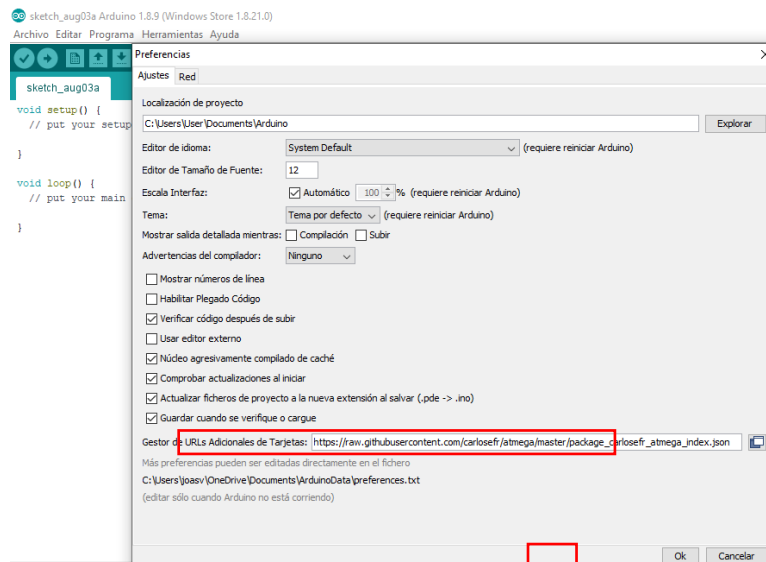 sketch_aug03a Arduino 1.8.9 (Windows Store 1.8.21.0)
Archivo Editar Programa Herramientas Ayuda
Preferencias
Ajustes Red
sketch_aug03a
void setup() {
// put your setup
}
void loop() {
// put your main
}
Localización de proyecto
C:\Users\User\Documents\Arduino
Explorar
Editor de idioma: System Default (requiere reiniciar Arduino)
Editor de Tamaño de Fuente: 12
Escala Interfaz: Automático 100 % (requiere reiniciar Arduino)
Tema: Tema por defecto (requiere reiniciar Arduino)
Mostrar salida detallada mientras: Compilación Subir
Advertencias del compilador: Ninguno
Mostrar números de línea
Habilitar Plegado Código
Verificar código después de subir
Usar editor externo
Núcleo agresivamente compilado de caché
Comprobar actualizaciones al iniciar
Actualizar ficheros de proyecto a la nueva extensión al salvar (.pde -> .ino)
Guardar cuando se verifique o cargue
Gestor de URLs Adicionales de Tarjetas: https://raw.githubusercontent.com/carlosefr/atmega/master/package_carlosefr_atmega_index.json
Más preferencias pueden ser editadas directamente en el fichero
C:\Users\joasv\OneDrive\Documents\ArduinoData\preferences.txt
(editar sólo cuando Arduino no está corriendo)
Ok Cancelar